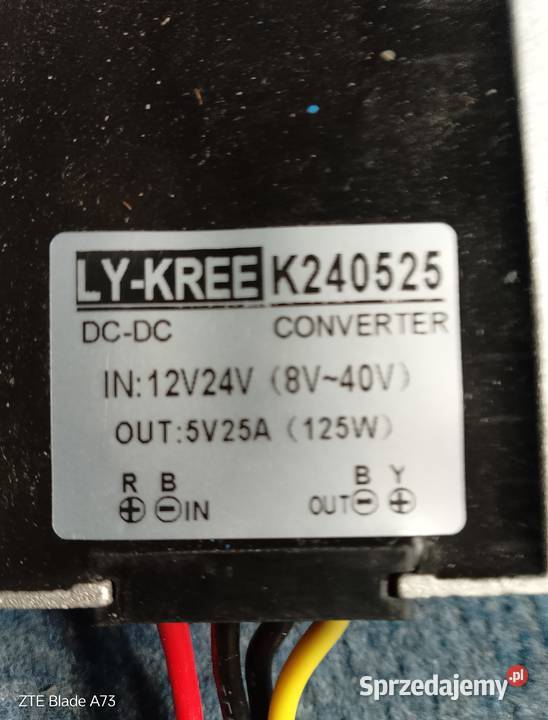 LY-KREE K240525
DC-DC CONVERTER
IN:12V24V (8V~40V)
OUT:5V25A (125W)
R B B Y
⊕ ⊖IN OUT⊖ ⊕
ZTE Blade A73
Sprzedajemy.pl